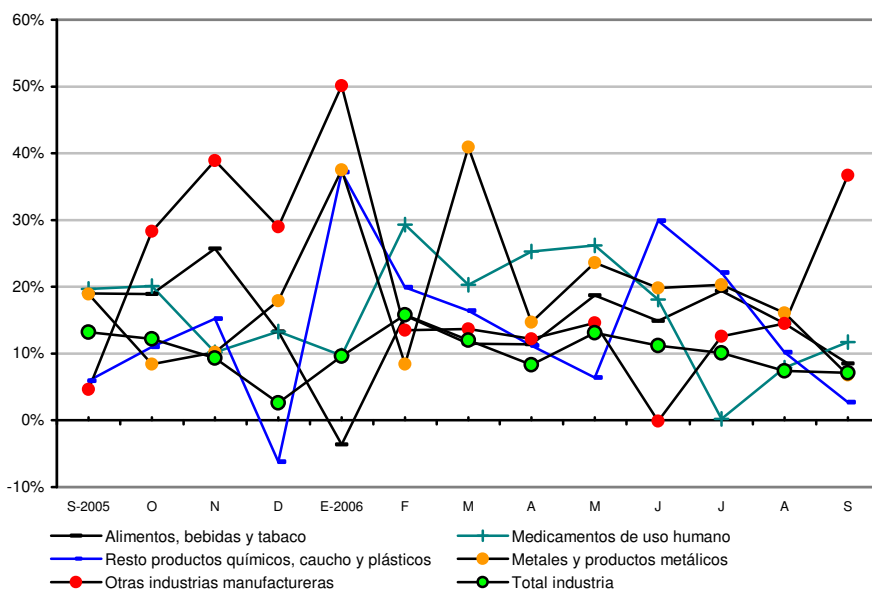 60%
50%
40%
30%
20%
10%
0%
-10%
S-2005 O N D E-2006 F M A M J J A S
Alimentos, bebidas y tabaco Medicamentos de uso humano
Resto productos químicos, caucho y plásticos Metales y productos metálicos
Otras industrias manufactureras Total industria